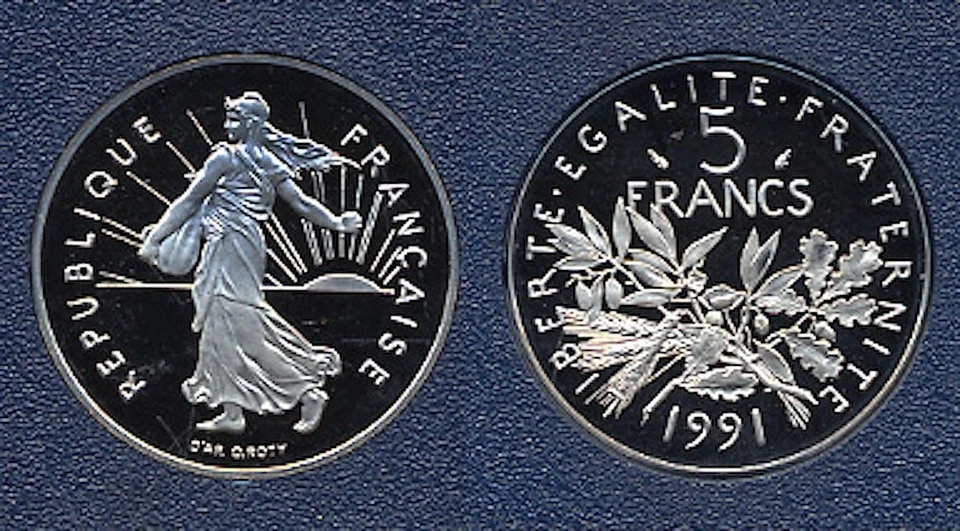 REPUBLIQUE FRANÇAISE
D'AP. O.ROTY
LIBERTE·EGALITE·FRATERNITE
5
FRANCS
1991